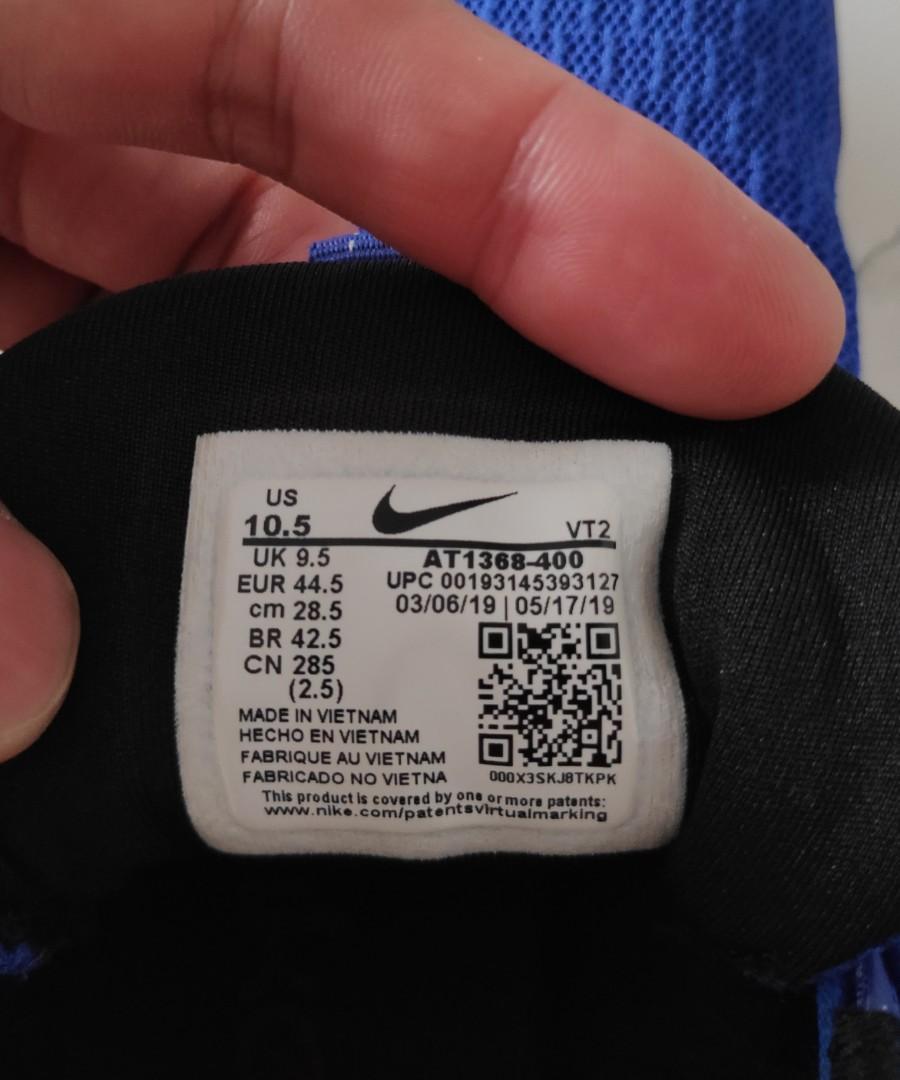 US
10.5
VT2
UK 9.5
EUR 44.5
cm 28.5
BR 42.5
CN 285
(2.5)
AT1368-400
UPC 00193145393127
03/06/19 | 05/17/19
MADE IN VIETNAM
HECHO EN VIETNAM
FABRIQUE AU VIETNAM
FABRICADO NO VIETNA
000X3SKJ8TKPK
This product is covered by one or more patents:
www.nike.com/patentsvirtualmarking